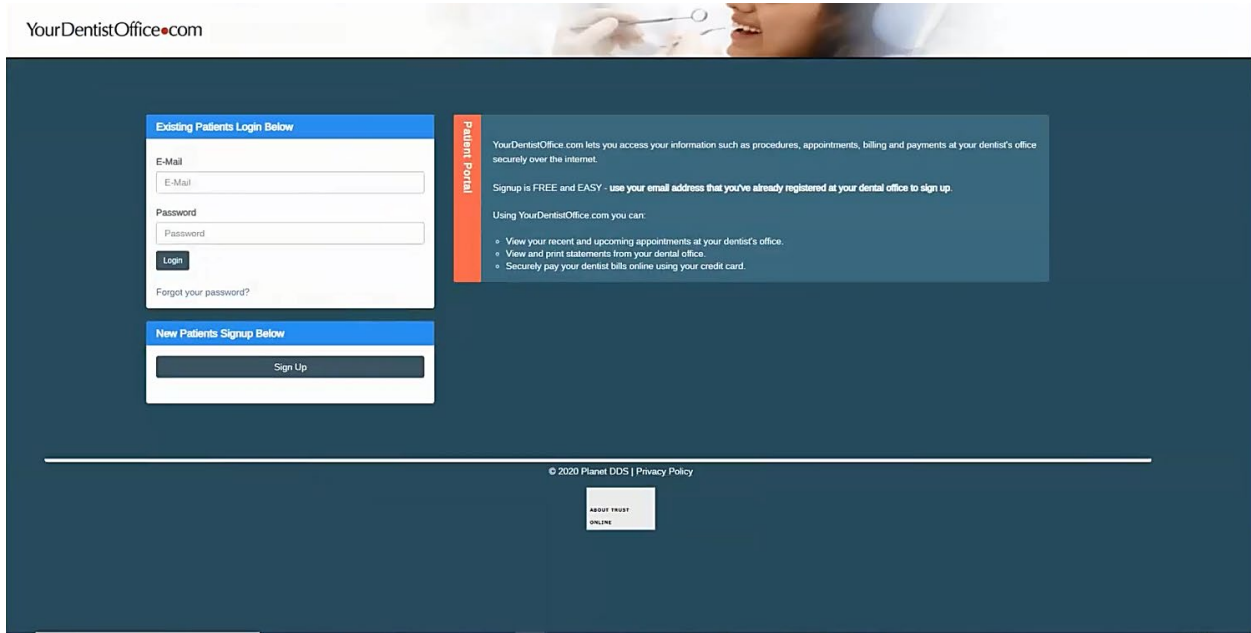 YourDentistOffice.com
Existing Patients Login Below
E-Mail
E-Mail
Password
Password
Login
Forgot your password?
New Patients Signup Below
Sign Up
Patient Portal
YourDentistOffice.com lets you access your information such as procedures, appointments, billing and payments at your dentist's office
securely over the internet.
Signup is FREE and EASY - use your email address that you've already registered at your dental office to sign up.
Using YourDentistOffice.com you can:
View your recent and upcoming appointments at your dentist's office.
View and print statements from your dental office.
Securely pay your dentist bills online using your credit card.
© 2020 Planet DDS | Privacy Policy
ABOUT TRUST
ONLINE